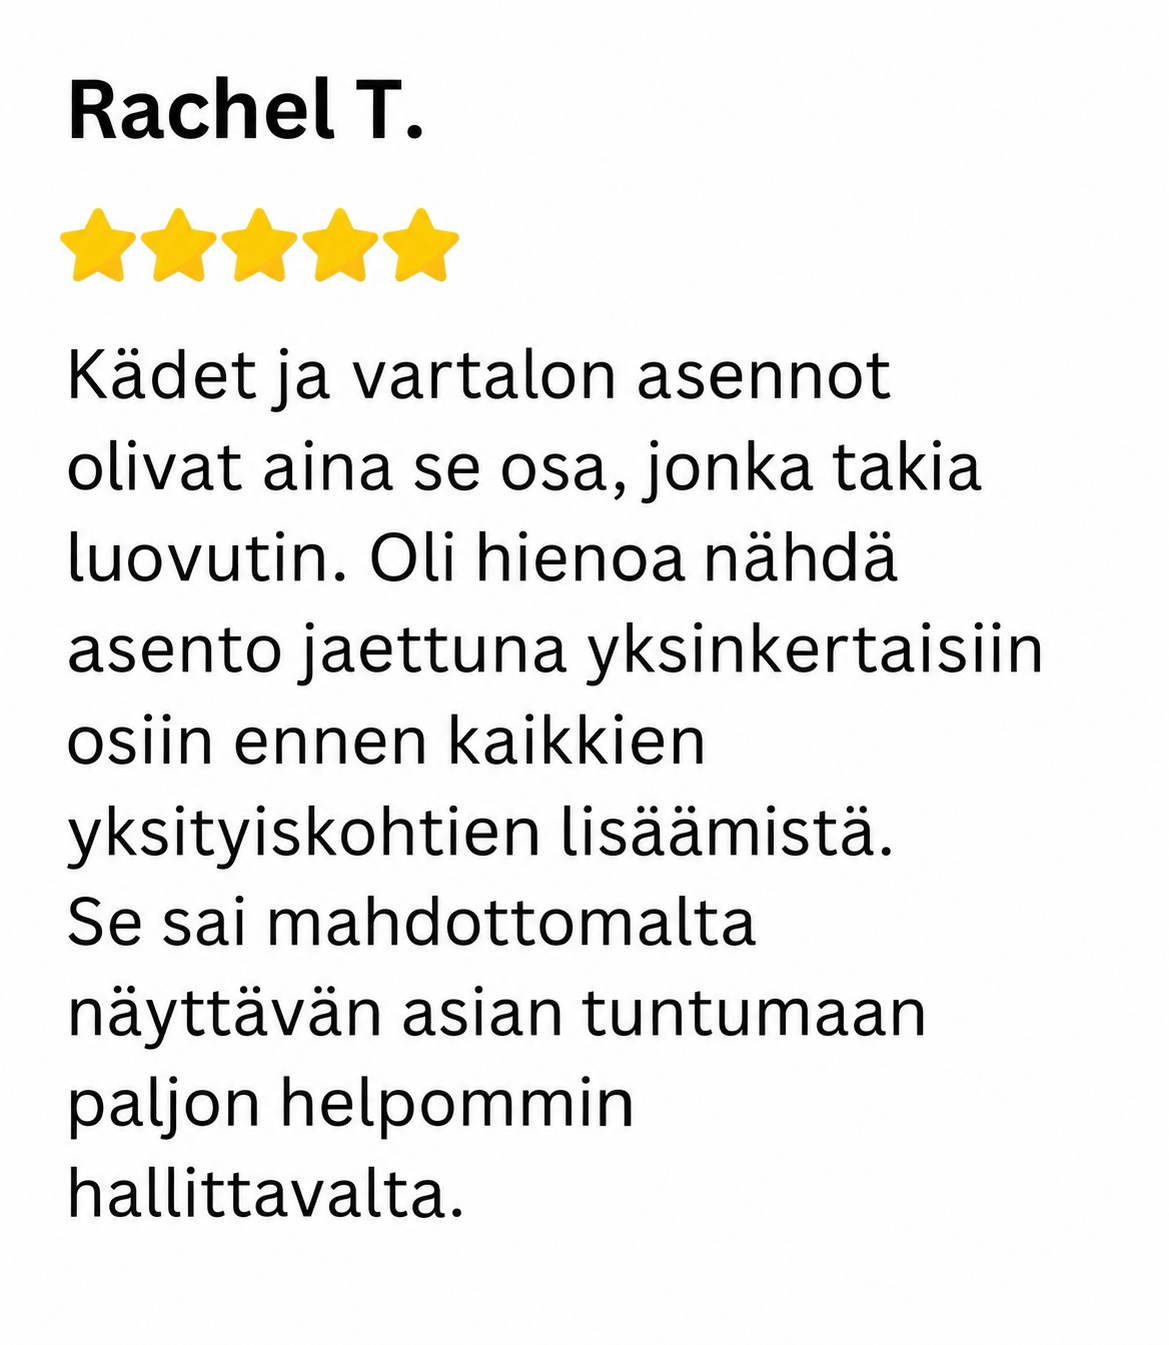 Rachel T.
Kädet ja vartalon asennot
olivat aina se osa, jonka takia
luovutin. Oli hienoa nähdä
asento jaettuna yksinkertaisiin
osiin ennen kaikkien
yksityiskohtien lisäämistä.
Se sai mahdottomalta
näyttävän asian tuntumaan
paljon helpommin
hallittavalta.